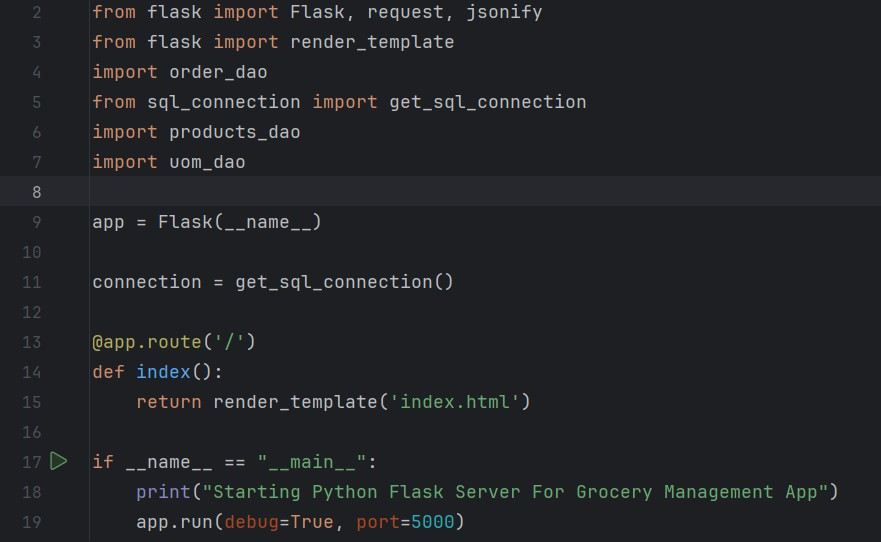 2 from flask import Flask, request, jsonify
3 from flask import render_template
4 import order_dao
5 from sql_connection import get_sql_connection
6 import products_dao
7 import uom_dao
8
9 app = Flask(__name__)
10
11 connection = get_sql_connection()
12
13 @app.route('/')
14 def index():
15     return render_template('index.html')
16
17 if __name__ == "__main__":
18     print("Starting Python Flask Server For Grocery Management App")
19     app.run(debug=True, port=5000)